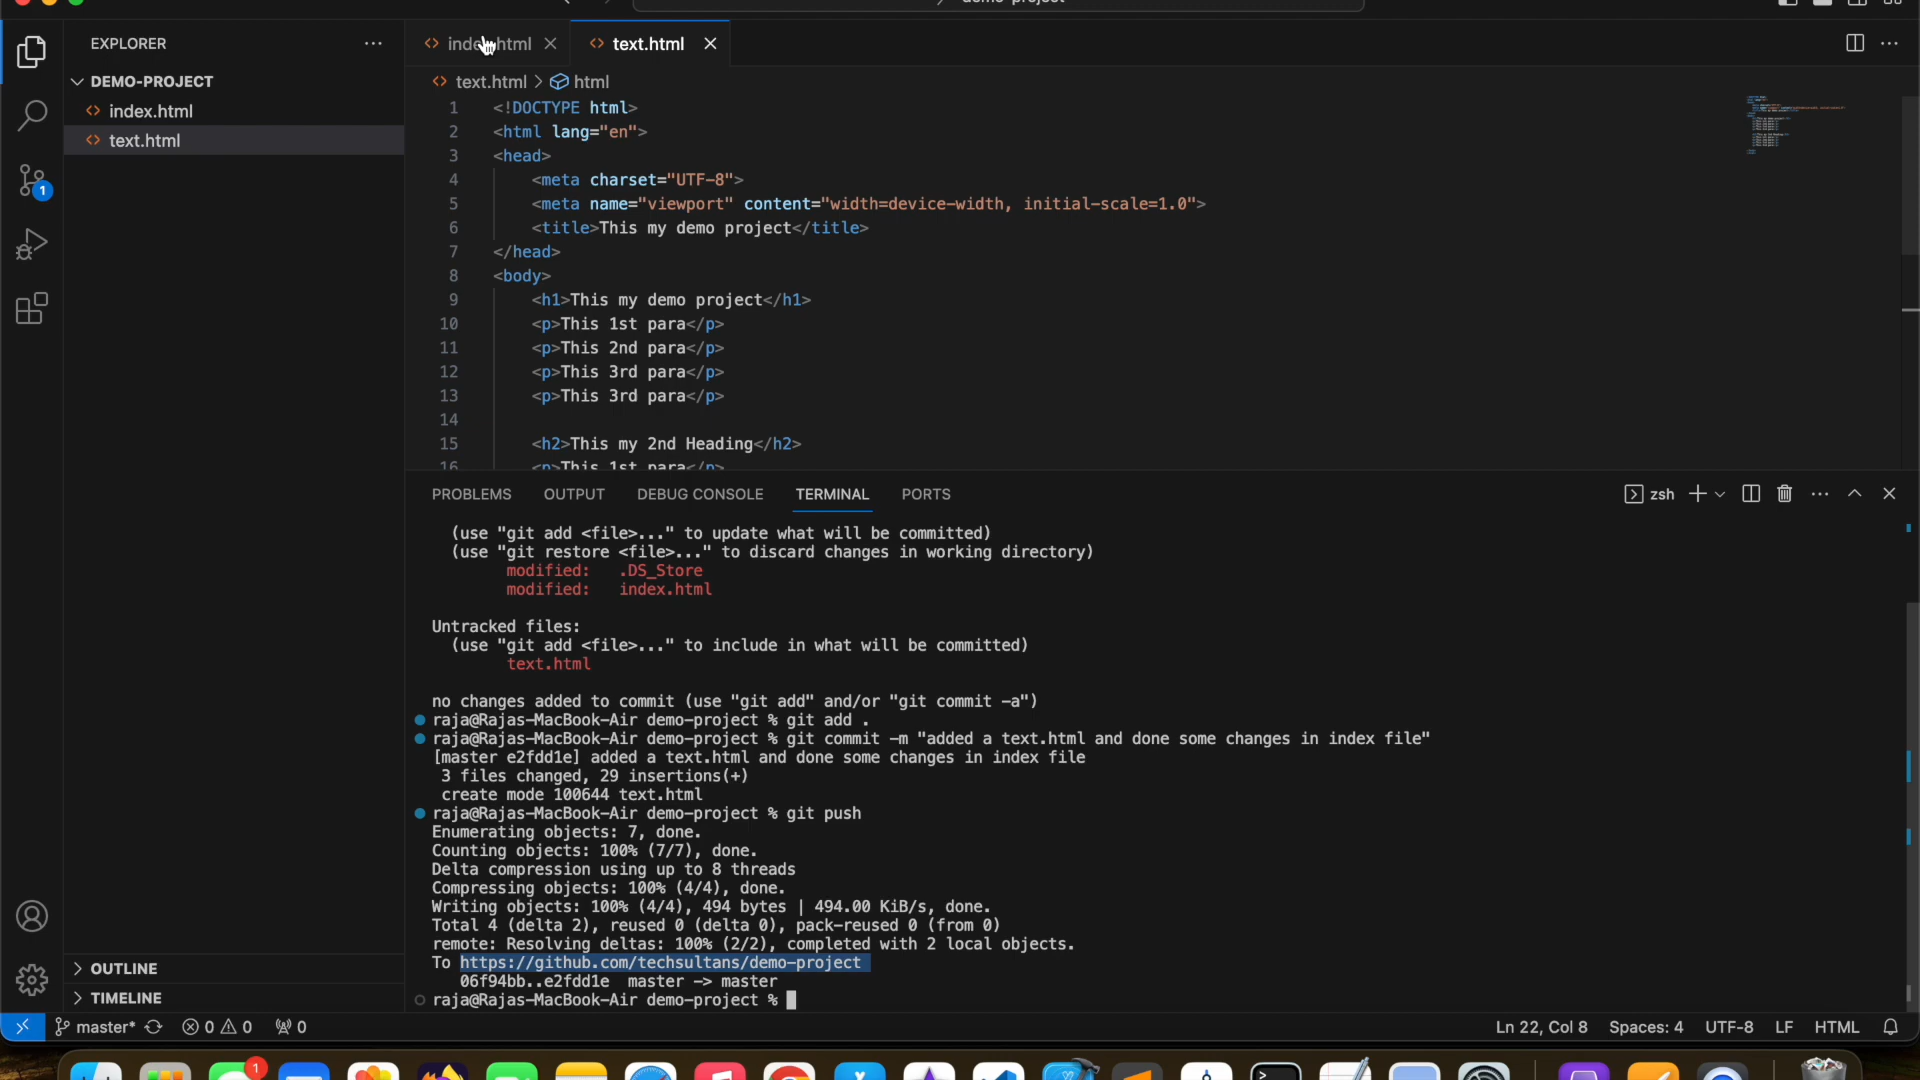 EXPLORER
DEMO-PROJECT
index.html
text.html
1
OUTLINE
TIMELINE
text.html
text.html > html
1 <!DOCTYPE html>
2 <html lang="en">
3 <head>
4 <meta charset="UTF-8">
5 <meta name="viewport" content="width=device-width, initial-scale=1.0">
6 <title>This my demo project</title>
7 </head>
8 <body>
9 <h1>This my demo project</h1>
10 <p>This 1st para</p>
11 <p>This 2nd para</p>
12 <p>This 3rd para</p>
13 <p>This 3rd para</p>
14
15 <h2>This my 2nd Heading</h2>
16 <p>This 1st para</p>
PROBLEMS OUTPUT DEBUG CONSOLE TERMINAL PORTS
zsh
(use "git add <file>..." to update what will be committed)
(use "git restore <file>..." to discard changes in working directory)
modified: .DS_Store
modified: index.html
Untracked files:
(use "git add <file>..." to include in what will be committed)
text.html
no changes added to commit (use "git add" and/or "git commit -a")
raja@Rajas-MacBook-Air demo-project % git add .
raja@Rajas-MacBook-Air demo-project % git commit -m "added a text.html and done some changes in index file"
[master e2fdd1e] added a text.html and done some changes in index file
3 files changed, 29 insertions(+)
create mode 100644 text.html
raja@Rajas-MacBook-Air demo-project % git push
Enumerating objects: 7, done.
Counting objects: 100% (7/7), done.
Delta compression using up to 8 threads
Compressing objects: 100% (4/4), done.
Writing objects: 100% (4/4), 494 bytes | 494.00 KiB/s, done.
Total 4 (delta 2), reused 0 (delta 0), pack-reused 0 (from 0)
remote: Resolving deltas: 100% (2/2), completed with 2 local objects.
To https://github.com/techsultans/demo-project
06f94bb..e2fdd1e master -> master
raja@Rajas-MacBook-Air demo-project %
master* 0 0 0
Ln 22, Col 8 Spaces: 4 UTF-8 LF HTML
1